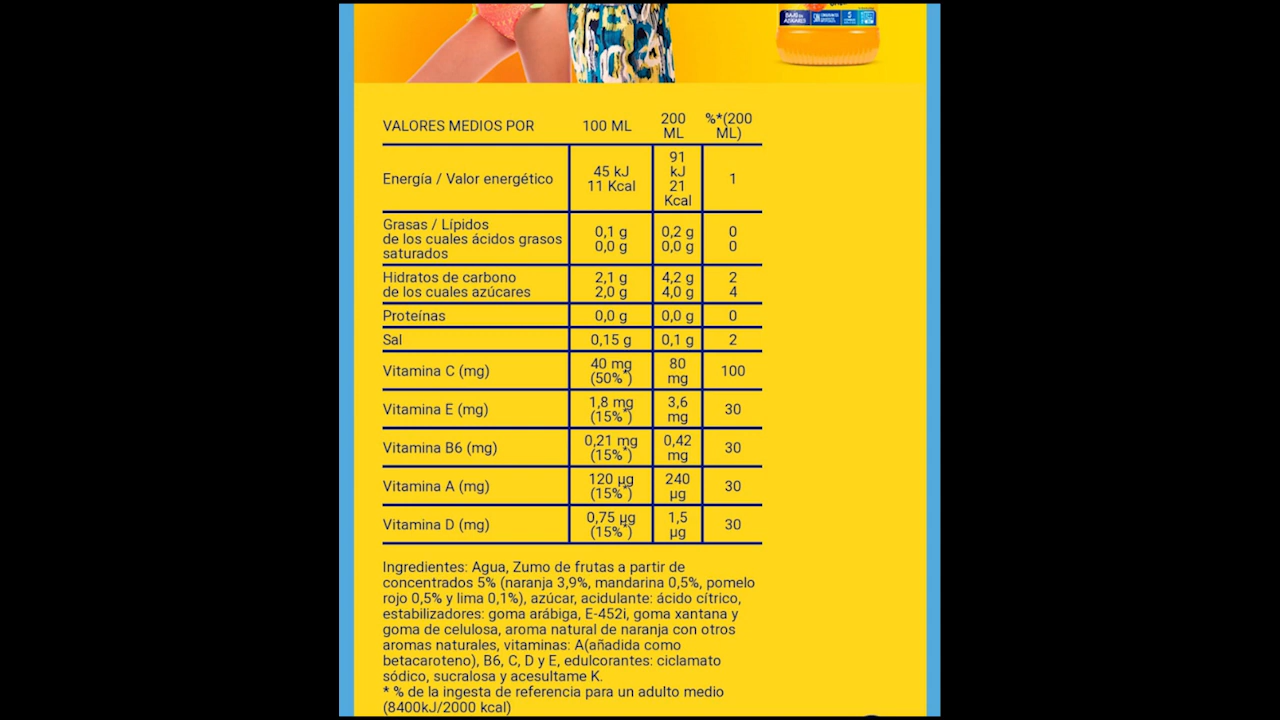 BAJO EN
AZÚCARES
SIN
VALORES MEDIOS POR 100 ML 200 ML %*(200 ML)
Energía / Valor energético 45 kJ 11 Kcal 91 kJ 21 Kcal 1
Grasas / Lípidos 0,1 g 0,2 g 0
de los cuales ácidos grasos saturados 0,0 g 0,0 g 0
Hidratos de carbono 2,1 g 4,2 g 2
de los cuales azúcares 2,0 g 4,0 g 4
Proteínas 0,0 g 0,0 g 0
Sal 0,15 g 0,1 g 2
Vitamina C (mg) 40 mg (50%*) 80 mg 100
Vitamina E (mg) 1,8 mg (15%*) 3,6 mg 30
Vitamina B6 (mg) 0,21 mg (15%*) 0,42 mg 30
Vitamina A (mg) 120 µg (15%*) 240 µg 30
Vitamina D (mg) 0,75 µg (15%*) 1,5 µg 30
Ingredientes: Agua, Zumo de frutas a partir de
concentrados 5% (naranja 3,9%, mandarina 0,5%, pomelo
rojo 0,5% y lima 0,1%), azúcar, acidulante: ácido cítrico,
estabilizadores: goma arábiga, E-452i, goma xantana y
goma de celulosa, aroma natural de naranja con otros
aromas naturales, vitaminas: A(añadida como
betacaroteno), B6, C, D y E, edulcorantes: ciclamato
sódico, sucralosa y acesultame K.
* % de la ingesta de referencia para un adulto medio
(8400kJ/2000 kcal)